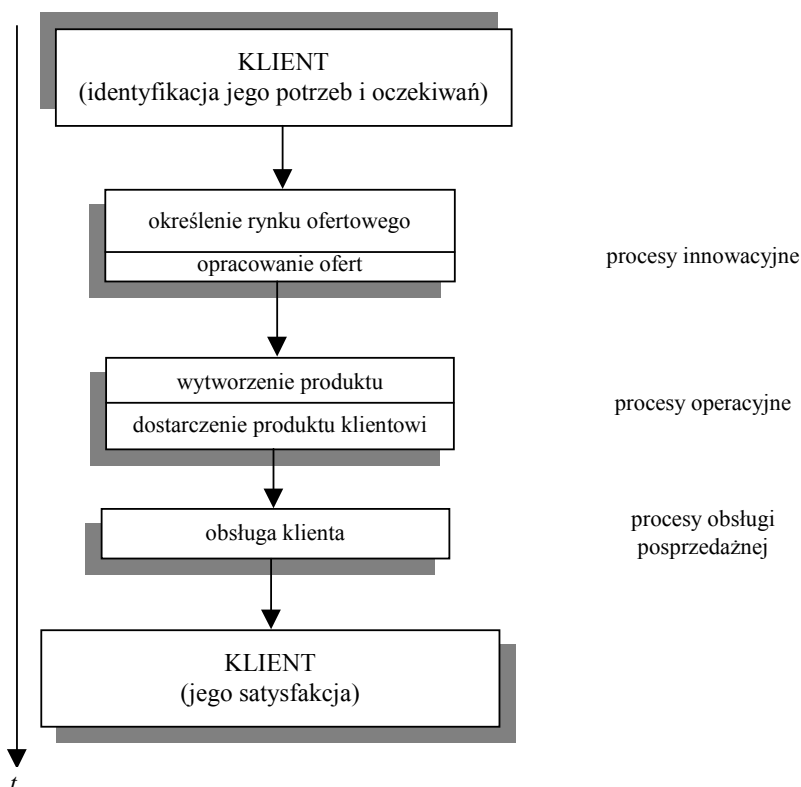 KLIENT
(identyfikacja jego potrzeb i oczekiwań)
określenie rynku ofertowego
opracowanie ofert
procesy innowacyjne
wytworzenie produktu
dostarczenie produktu klientowi
procesy operacyjne
obsługa klienta
procesy obsługi
posprzedażnej
KLIENT
(jego satysfakcja)
t